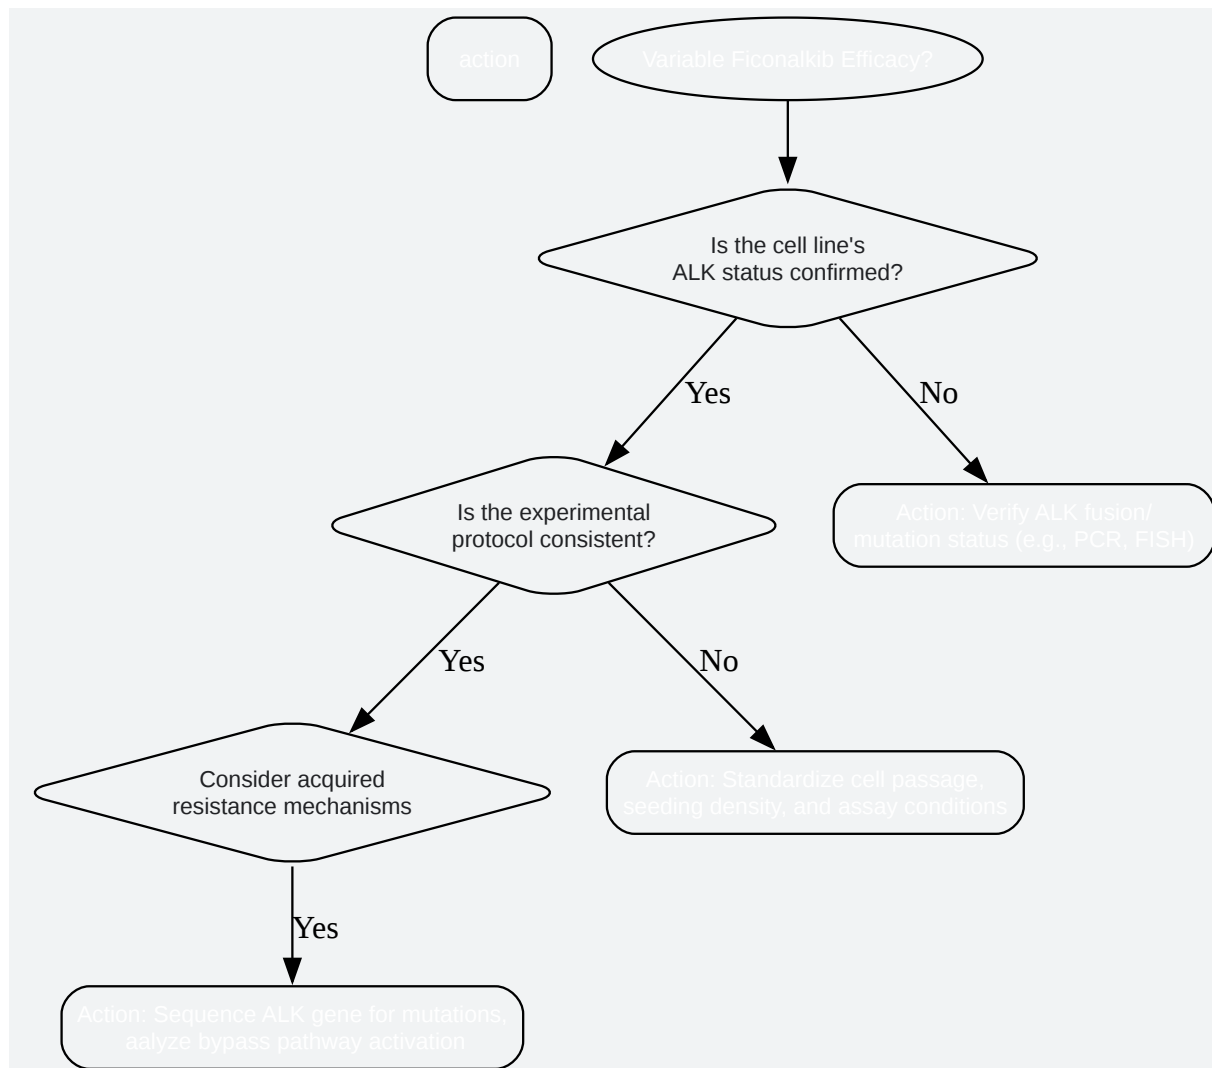 action
Variable Ficonalkib Efficacy?
Is the cell line's
ALK status confirmed?
Yes
No
Is the experimental
protocol consistent?
Action: Verify ALK fusion/
mutation status (e.g., PCR, FISH)
Yes
No
Consider acquired
resistance mechanisms
Action: Standardize cell passage,
seeding density, and assay conditions
Yes
Action: Sequence ALK gene for mutations,
aalyze bypass pathway activation